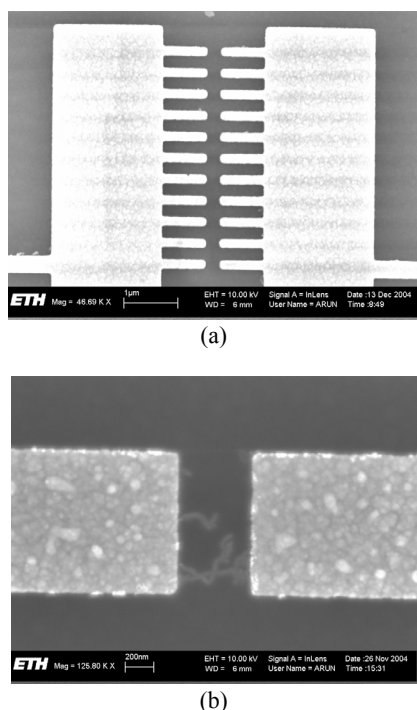 1µm
ETH Mag = 46.69 K X EHT = 10.00 kV Signal A = InLens Date :13 Dec 2004
WD = 6 mm User Name = ARUN Time :8:49
(a)
200nm
ETH Mag = 125.80 K X EHT = 10.00 kV Signal A = InLens Date :26 Nov 2004
WD = 6 mm User Name = ARUN Time :15:31
(b)